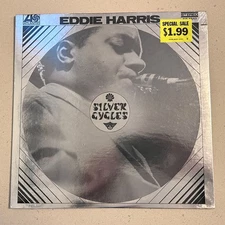 EDDIE HARRIS
SPECIAL SALE
$1.99
SILVER
CYCLES